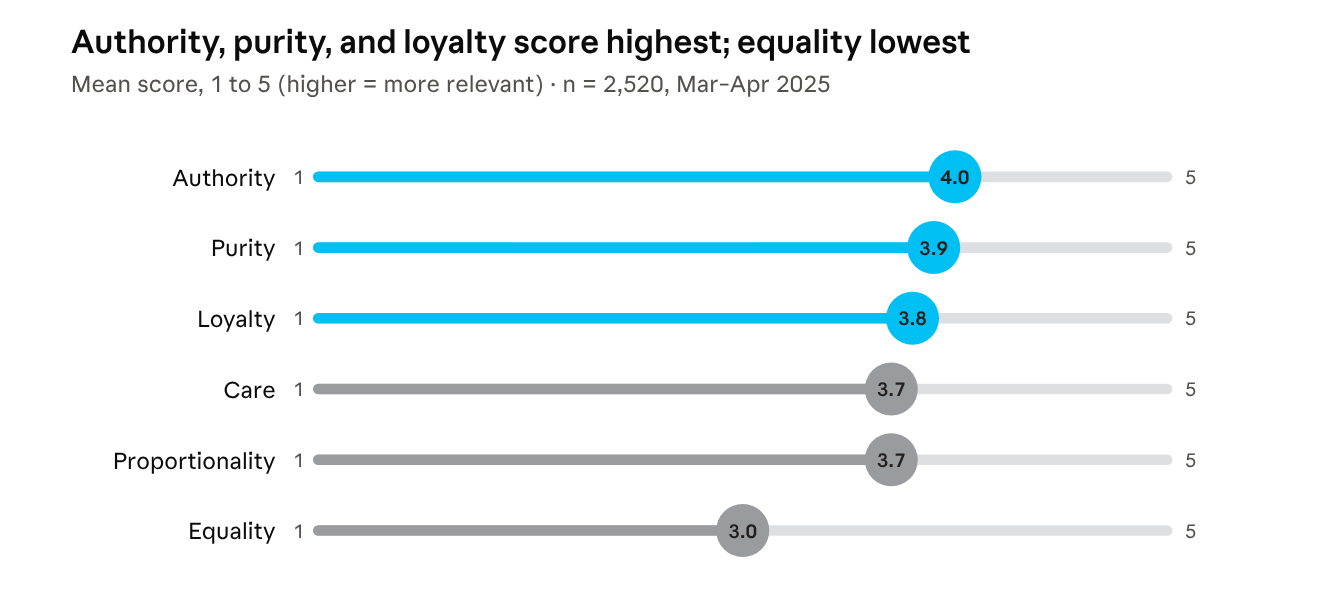 Authority, purity, and loyalty score highest; equality lowest
Mean score, 1 to 5 (higher = more relevant) · n = 2,520, Mar-Apr 2025
Authority 1 4.0 5
Purity 1 3.9 5
Loyalty 1 3.8 5
Care 1 3.7 5
Proportionality 1 3.7 5
Equality 1 3.0 5